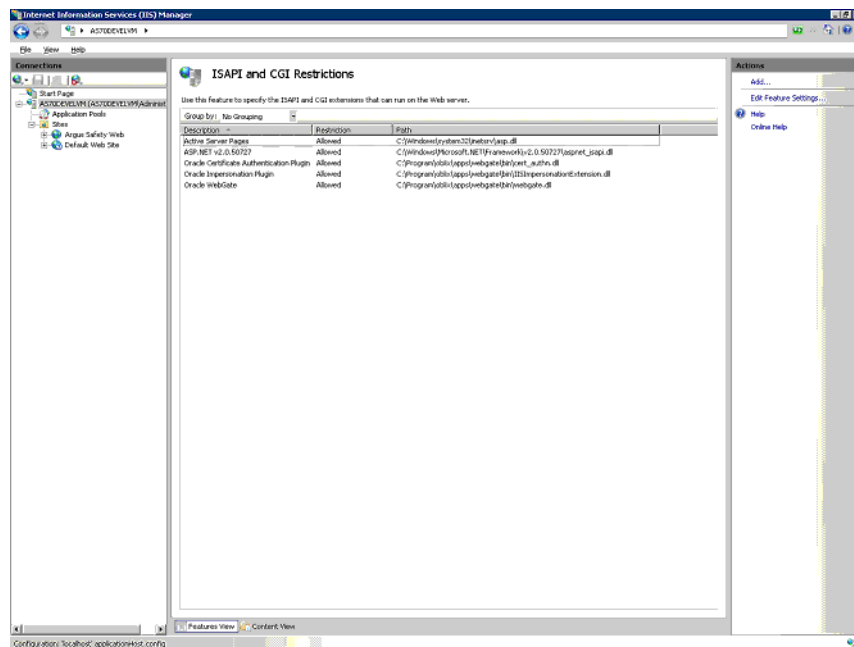 Internet Information Services (IIS) Manager
AS70DEVELVM
File View Help
Connections
Start Page
AS70DEVELVM (AS70DEVELVM\Administ
Application Pools
Sites
Argus Safety Web
Default Web Site
ISAPI and CGI Restrictions
Use this feature to specify the ISAPI and CGI extensions that can run on the Web server.
Group by: No Grouping
Description Restriction Path
Active Server Pages Allowed C:\Windows\system32\inetsrv\asp.dll
ASP.NET v2.0.50727 Allowed C:\Windows\Microsoft.NET\Framework\v2.0.50727\aspnet_isapi.dll
Oracle Certificate Authentication Plugin Allowed C:\Program\oblix\apps\webgate\bin\cert_authn.dll
Oracle Impersonation Plugin Allowed C:\Program\oblix\apps\webgate\bin\IISImpersonationExtension.dll
Oracle WebGate Allowed C:\Program\oblix\apps\webgate\bin\webgate.dll
Actions
Add...
Edit Feature Settings...
Help
Online Help
Features View Content View
Configuration: 'localhost' applicationHost.config